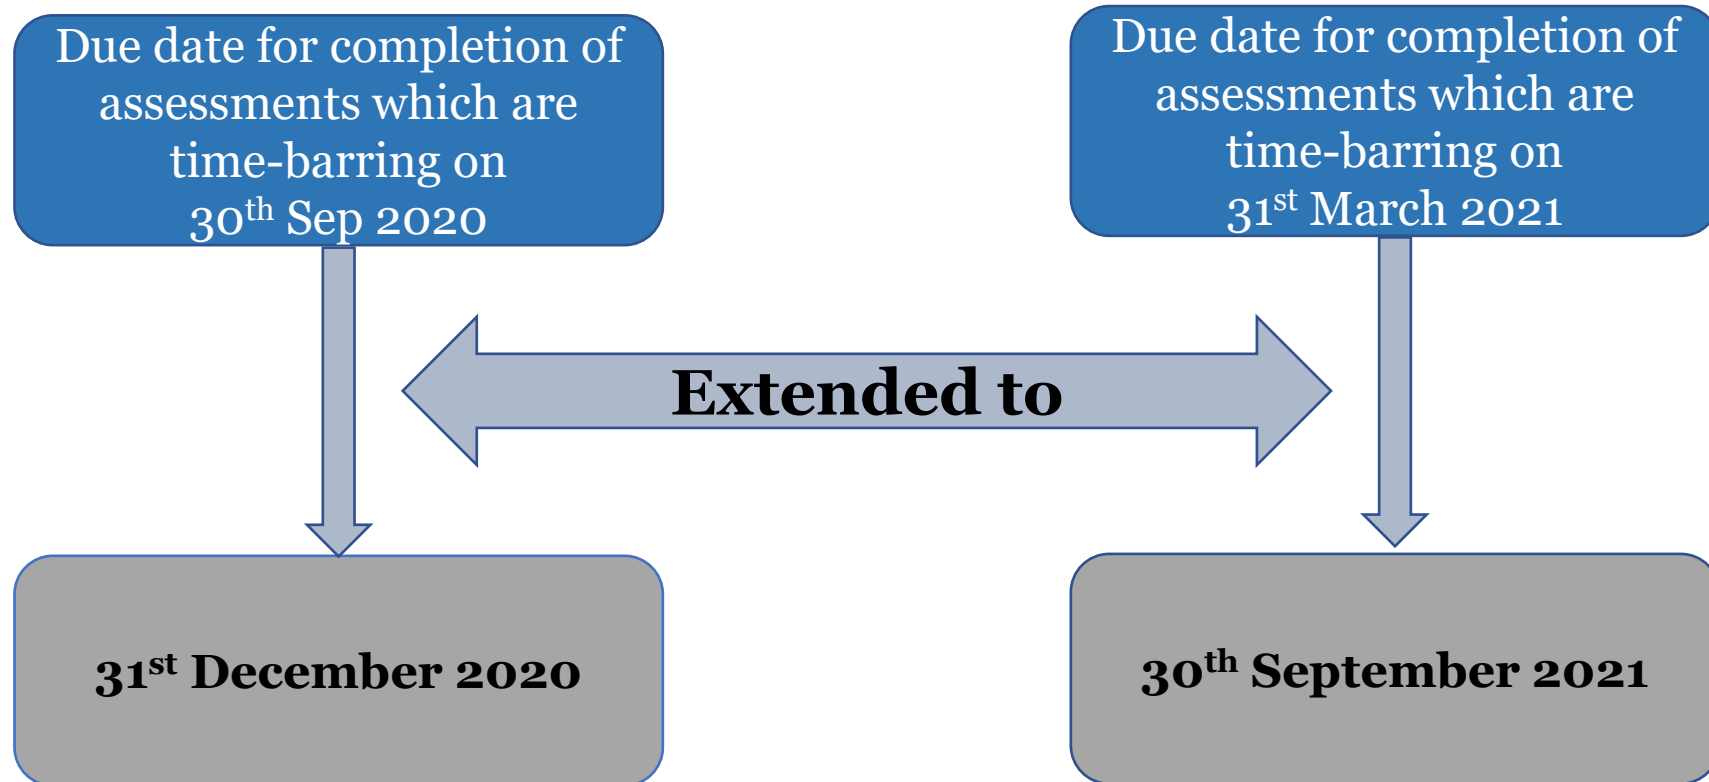 Due date for completion of
assessments which are
time-barring on
30th Sep 2020
Due date for completion of
assessments which are
time-barring on
31st March 2021
Extended to
31st December 2020
30th September 2021